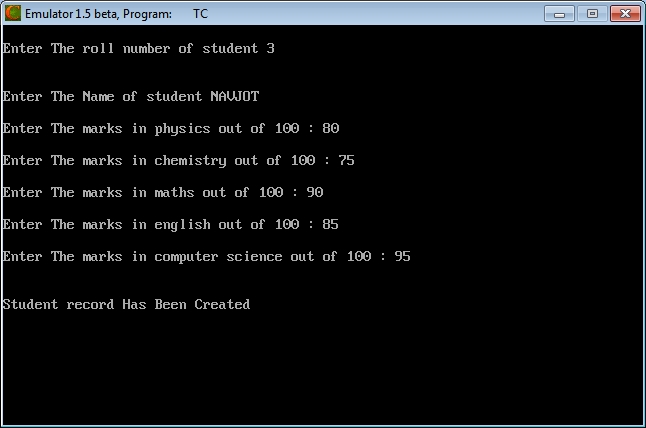 Emulator 1.5 beta, Program: TC
Enter The roll number of student 3
Enter The Name of student NAVJOT
Enter The marks in physics out of 100 : 80
Enter The marks in chemistry out of 100 : 75
Enter The marks in maths out of 100 : 90
Enter The marks in english out of 100 : 85
Enter The marks in computer science out of 100 : 95
Student record Has Been Created